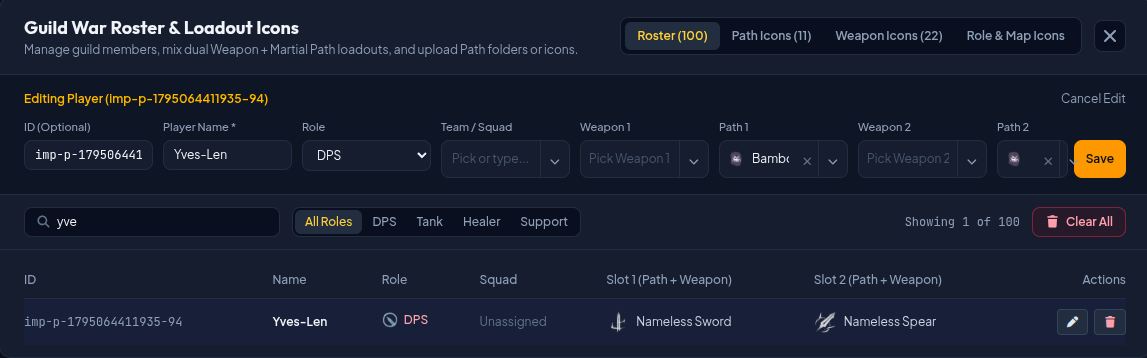 Guild War Roster & Loadout Icons
Manage guild members, mix dual Weapon + Martial Path loadouts, and upload Path folders or icons.
Roster (100) Path Icons (11) Weapon Icons (22) Role & Map Icons
Editing Player (imp-p-1795064411935-94) Cancel Edit
ID (Optional) Player Name * Role Team / Squad Weapon 1 Path 1 Weapon 2 Path 2
imp-p-179506441 Yves-Len DPS Pick or type... Pick Weapon 1 Bambo Pick Weapon 2 Save
yve All Roles DPS Tank Healer Support Showing 1 of 100 Clear All
ID Name Role Squad Slot 1 (Path + Weapon) Slot 2 (Path + Weapon) Actions
imp-p-1795064411935-94 Yves-Len DPS Unassigned Nameless Sword Nameless Spear